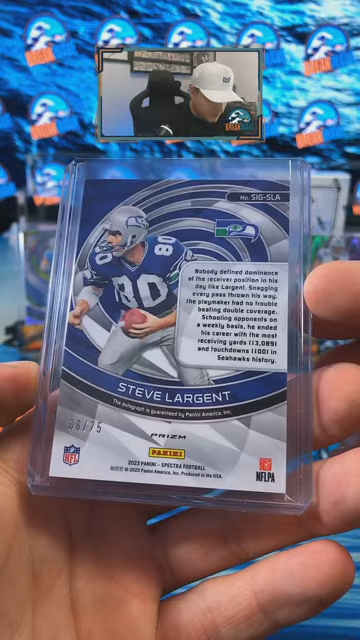 BREAKWAVE
No. SIG-SLA
80
80
Nobody defined dominance
at the receiver position in his
day like Largent. Snagging
every pass thrown his way,
the playmaker had no trouble
beating double coverage.
Schooling opponents on
a weekly basis, he ended
his career with the most
receiving yards (13,089)
and touchdowns (100) in
Seahawks history.
STEVE LARGENT
The autograph is guaranteed by Panini America, Inc.
08/75
PRIZM
PANINI
NFL
2023 PANINI – SPECTRA FOOTBALL
© 2023 Panini America, Inc. Produced in the USA.
NFLPA